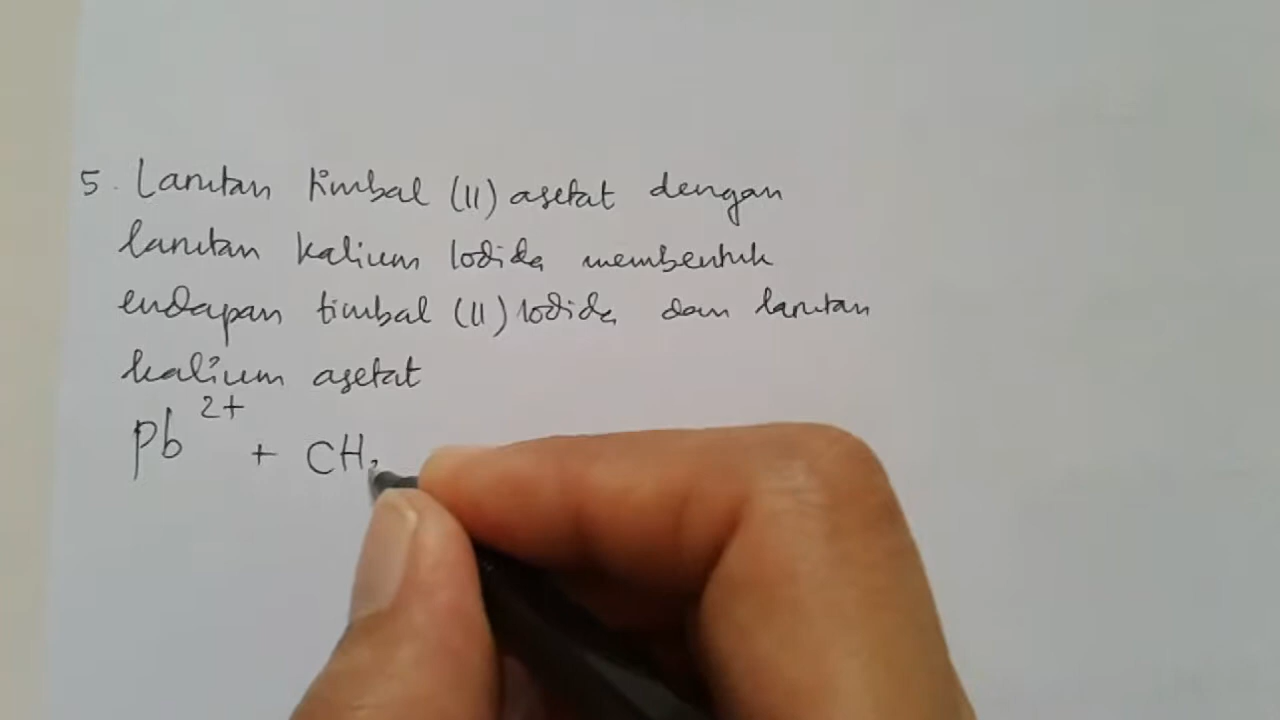 5. Larutan timbal (II) asetat dengan
larutan kalium Iodida membentuk
endapan timbal (II) Iodida dan larutan
kalium asetat
Pb²⁺ + CH₃